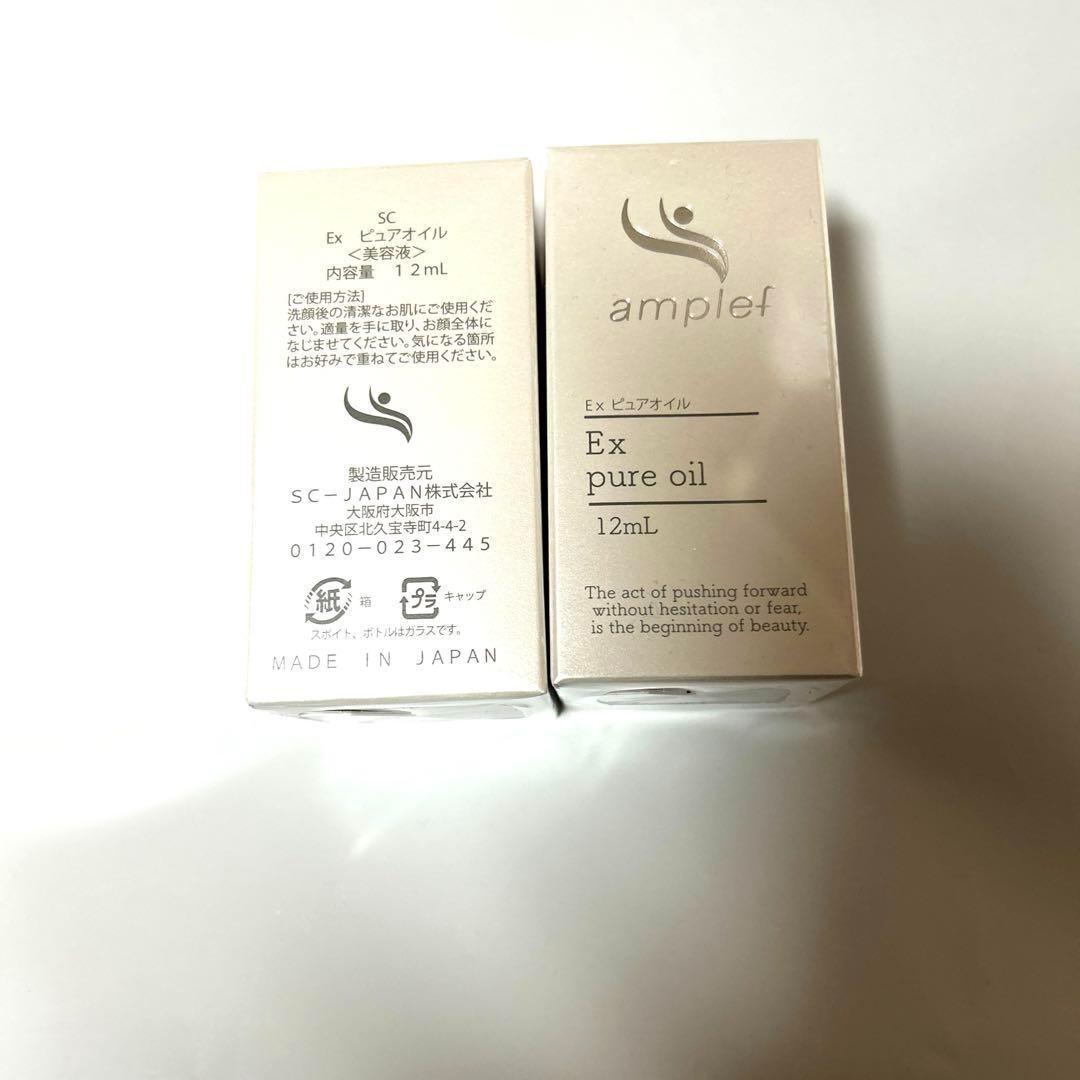 SC
Ex ピュアオイル
＜美容液＞
内容量 １２mL
[ご使用方法]
洗顔後の清潔なお肌にご使用くだ
さい。適量を手に取り、お顔全体に
なじませてください。気になる箇所
はお好みで重ねてご使用ください。
製造販売元
ＳＣ－ＪＡＰＡＮ株式会社
大阪府大阪市
中央区北久宝寺町4-4-2
０１２０－０２３－４４５
紙 箱 プラ キャップ
スポイト、ボトルはガラスです。
MADE IN JAPAN
amplef
Ex ピュアオイル
Ex
pure oil
12mL
The act of pushing forward
without hesitation or fear,
is the beginning of beauty.